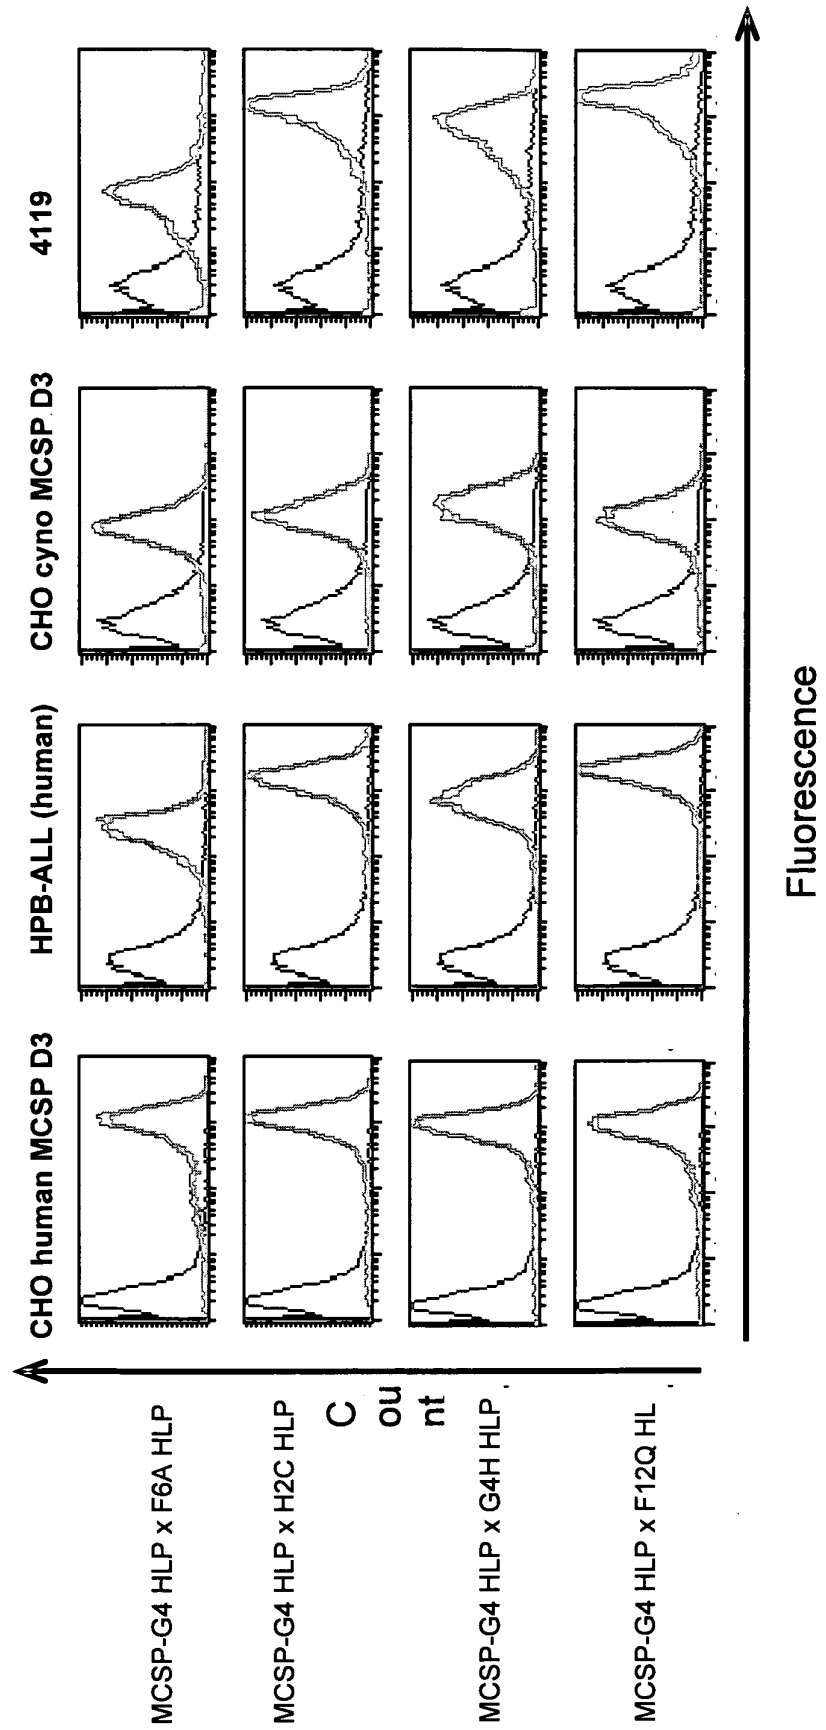 CHO human MCSP D3
HPB-ALL (human)
CHO cyno MCSP D3
4119
MCSP-G4 HLP x F6A HLP
MCSP-G4 HLP x H2C HLP
MCSP-G4 HLP x G4H HLP
MCSP-G4 HLP x F12Q HL
C
ou
nt
Fluorescence